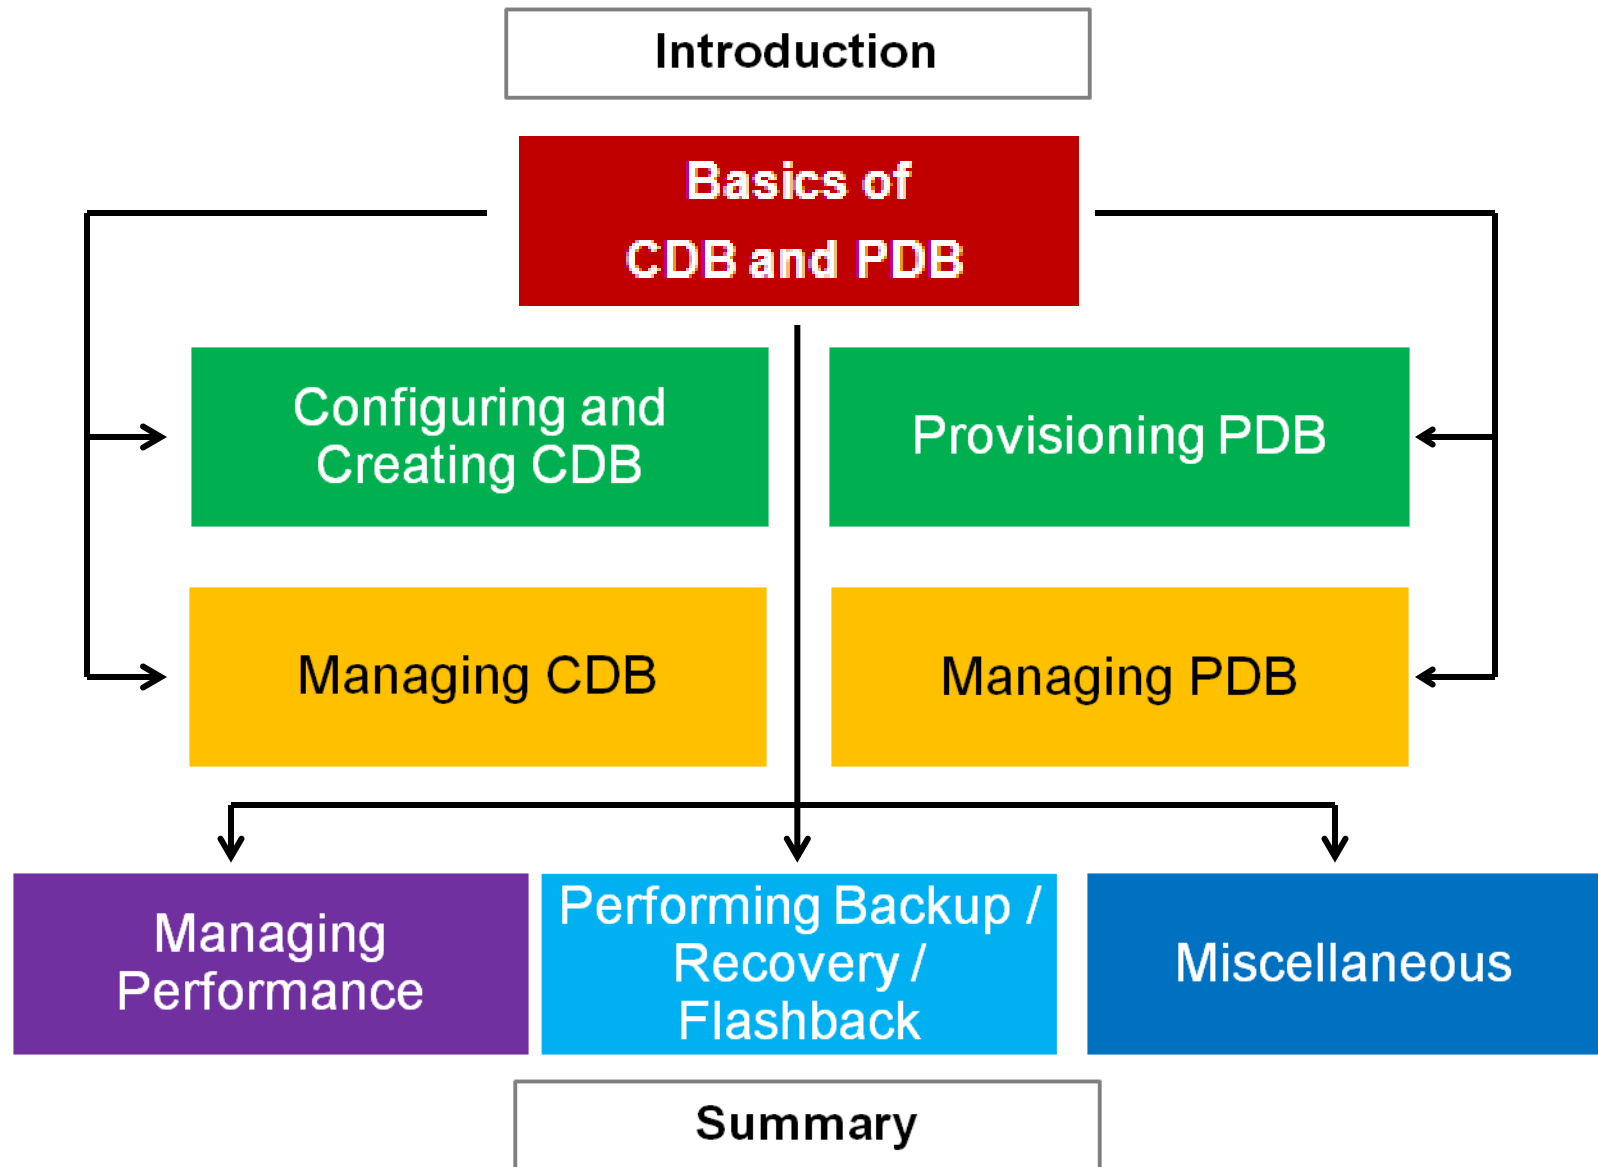 Introduction
Basics of
CDB and PDB
Configuring and
Creating CDB
Provisioning PDB
Managing CDB
Managing PDB
Managing
Performance
Performing Backup /
Recovery /
Flashback
Miscellaneous
Summary